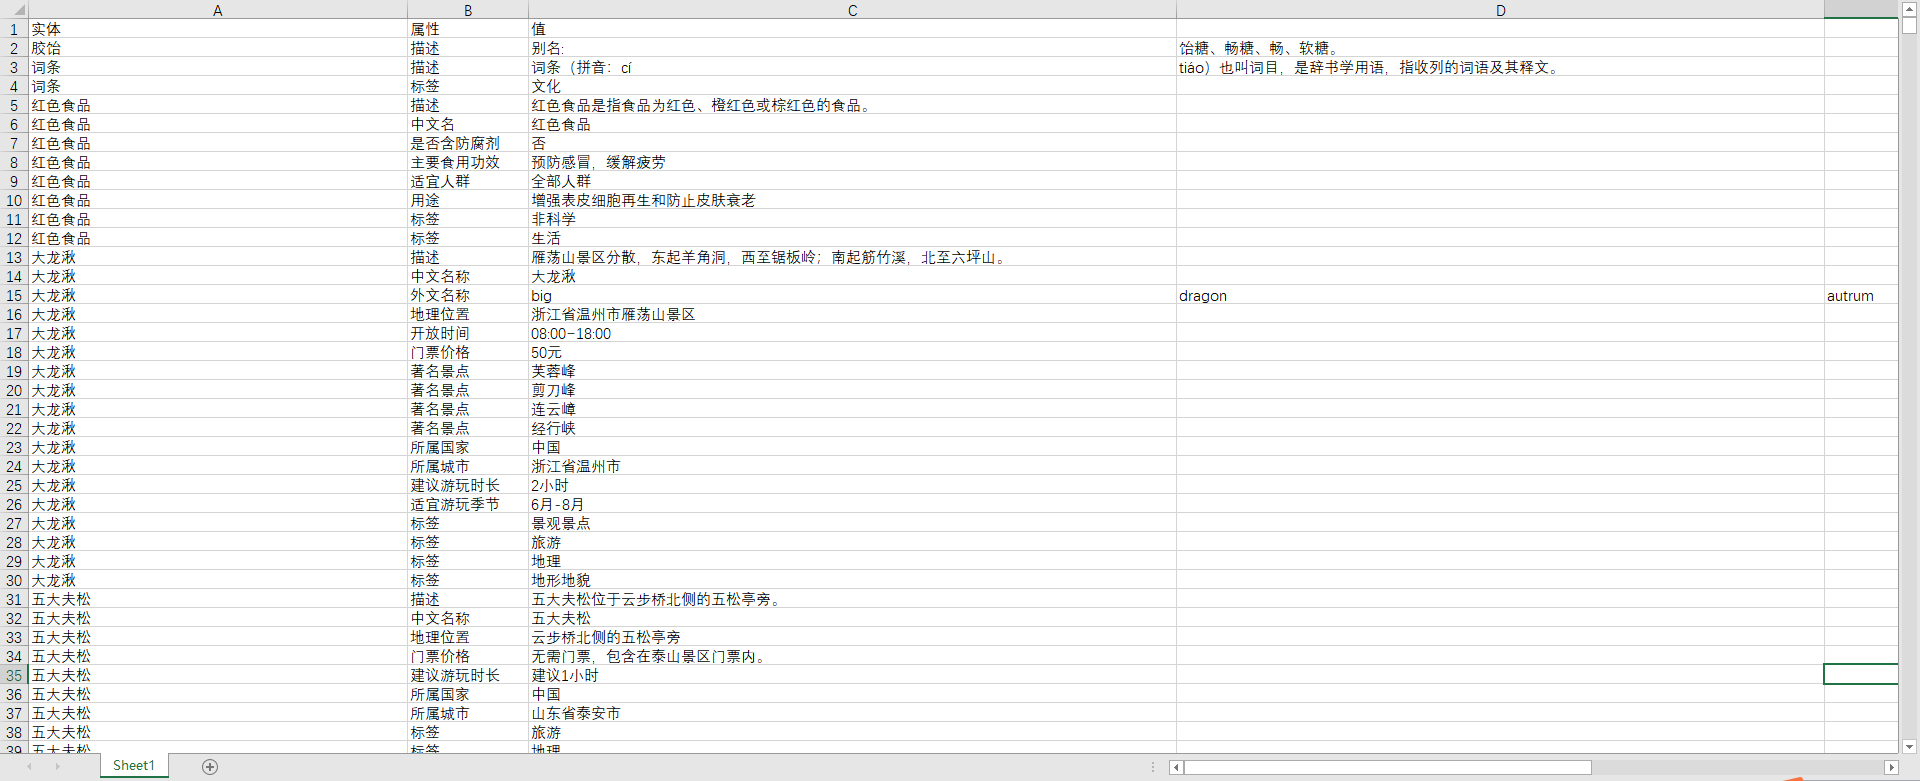 A B C D
1 实体 属性 值
2 胶饴 描述 别名: 饴糖、畅糖、畅、软糖。
3 词条 描述 词条（拼音：cí tiáo）也叫词目，是辞书学用语，指收列的词语及其释文。
4 词条 标签 文化
5 红色食品 描述 红色食品是指食品为红色、橙红色或棕红色的食品。
6 红色食品 中文名 红色食品
7 红色食品 是否含防腐剂 否
8 红色食品 主要食用功效 预防感冒，缓解疲劳
9 红色食品 适宜人群 全部人群
10 红色食品 用途 增强表皮细胞再生和防止皮肤衰老
11 红色食品 标签 非科学
12 红色食品 标签 生活
13 大龙湫 描述 雁荡山景区分散，东起羊角洞，西至锯板岭；南起筋竹溪，北至六坪山。
14 大龙湫 中文名称 大龙湫
15 大龙湫 外文名称 big dragon autrum
16 大龙湫 地理位置 浙江省温州市雁荡山景区
17 大龙湫 开放时间 08:00-18:00
18 大龙湫 门票价格 50元
19 大龙湫 著名景点 芙蓉峰
20 大龙湫 著名景点 剪刀峰
21 大龙湫 著名景点 连云嶂
22 大龙湫 著名景点 经行峡
23 大龙湫 所属国家 中国
24 大龙湫 所属城市 浙江省温州市
25 大龙湫 建议游玩时长 2小时
26 大龙湫 适宜游玩季节 6月-8月
27 大龙湫 标签 景观景点
28 大龙湫 标签 旅游
29 大龙湫 标签 地理
30 大龙湫 标签 地形地貌
31 五大夫松 描述 五大夫松位于云步桥北侧的五松亭旁。
32 五大夫松 中文名称 五大夫松
33 五大夫松 地理位置 云步桥北侧的五松亭旁
34 五大夫松 门票价格 无需门票，包含在泰山景区门票内。
35 五大夫松 建议游玩时长 建议1小时
36 五大夫松 所属国家 中国
37 五大夫松 所属城市 山东省泰安市
38 五大夫松 标签 旅游
39 五大夫松 标签 地理
Sheet1